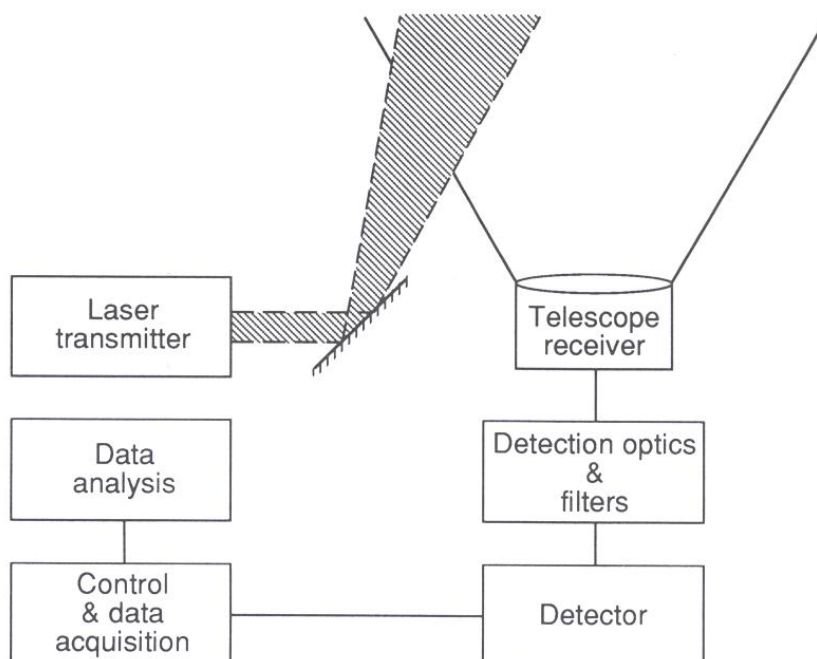 Laser
transmitter
Telescope
receiver
Data
analysis
Detection optics
&
filters
Control
& data
acquisition
Detector